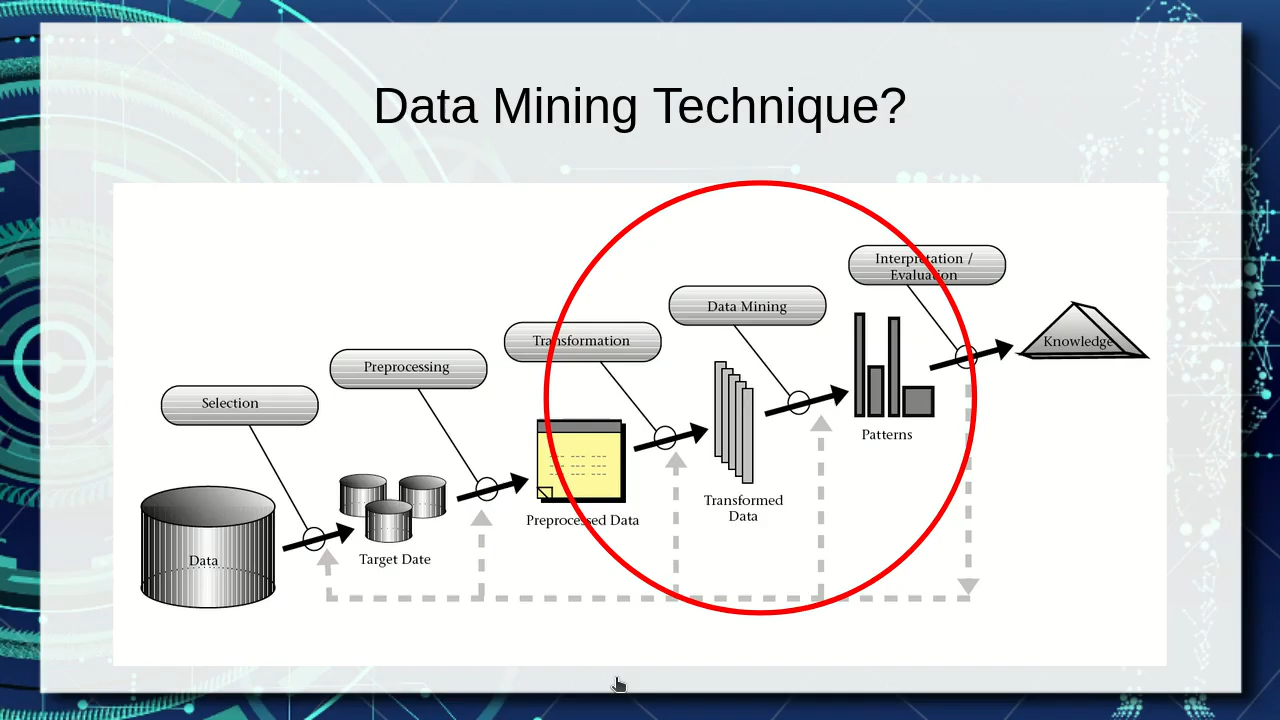 Data Mining Technique?
Interpretation /
Evaluation
Data Mining
Transformation
Preprocessing
Selection
Knowledge
Patterns
Transformed
Data
Preprocessed Data
Target Date
Data